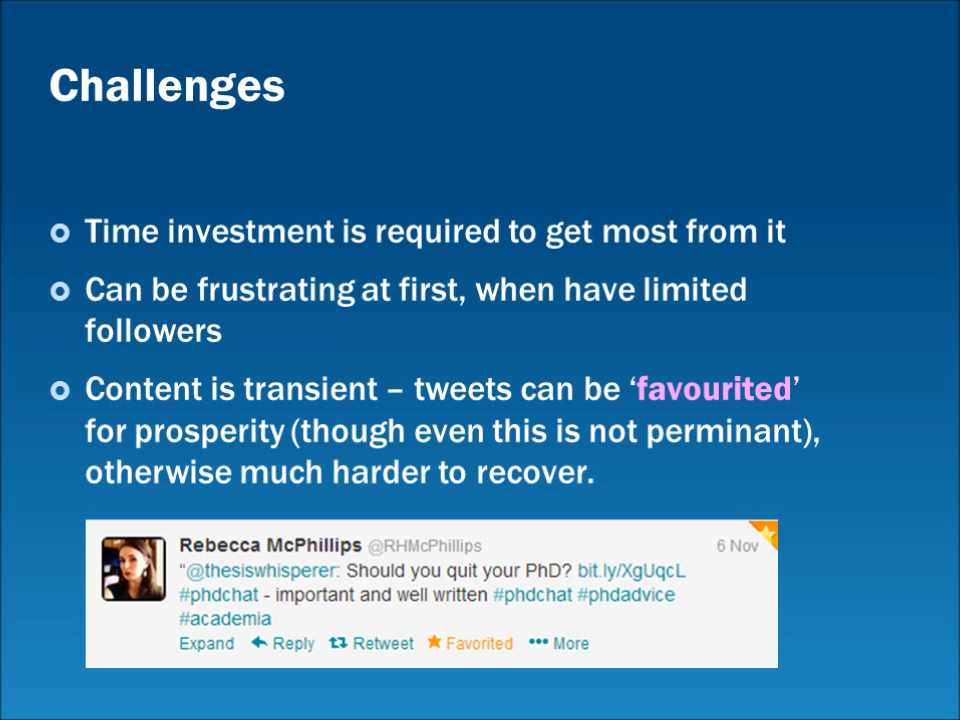 Challenges
Time investment is required to get most from it
Can be frustrating at first, when have limited
followers
Content is transient – tweets can be ‘favourited’
for prosperity (though even this is not perminant),
otherwise much harder to recover.
Rebecca McPhillips @RHMcPhillips 6 Nov
“@thesiswhisperer: Should you quit your PhD? bit.ly/XgUqcL
#phdchat - important and well written #phdchat #phdadvice
#academia
Expand Reply Retweet Favorited More